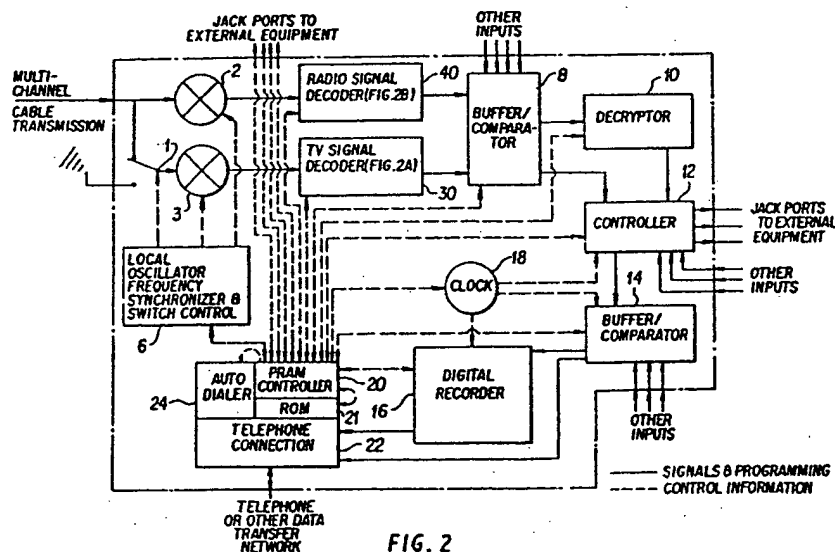 JACK PORTS TO
EXTERNAL EQUIPMENT
OTHER
INPUTS
MULTI-
CHANNEL
CABLE
TRANSMISSION
2
RADIO SIGNAL
DECODER(FIG.2B)
40
8
BUFFER/
COMPARA-
TOR
10
DECRYPTOR
1
3
TV SIGNAL
DECODER(FIG.2A)
30
12
CONTROLLER
JACK PORTS
TO EXTERNAL
EQUIPMENT
OTHER
INPUTS
LOCAL
OSCILLATOR
FREQUENCY
SYNCHRONIZER &
SWITCH CONTROL
6
18
CLOCK
14
BUFFER/
COMPARATOR
24
AUTO
DIALER
PRAM
CONTROLLER
20
ROM
21
TELEPHONE
CONNECTION
22
16
DIGITAL
RECORDER
OTHER
INPUTS
TELEPHONE
OR OTHER DATA
TRANSFER
NETWORK
SIGNALS & PROGRAMMING
CONTROL INFORMATION
FIG. 2